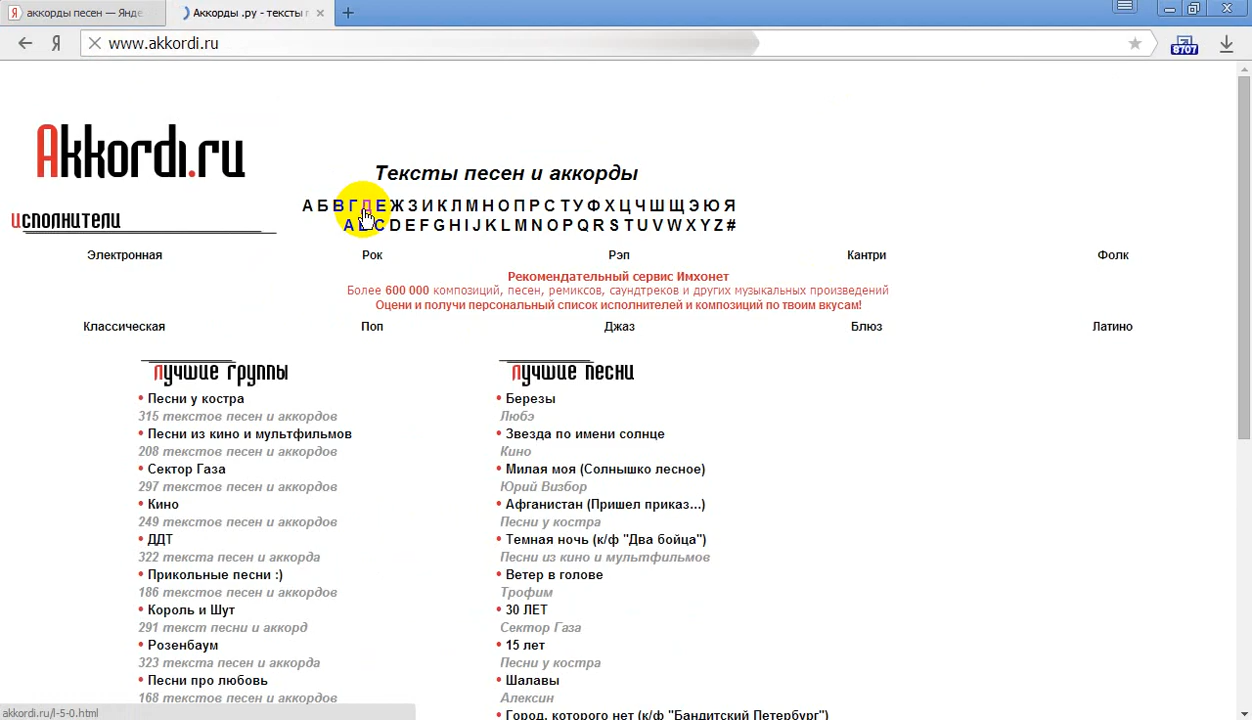 аккорды песен — Янде
Аккорды .ру - тексты п
www.akkordi.ru
8707
Akkordi.ru
Тексты песен и аккорды
А Б В Г Д Е Ж З И К Л М Н О П Р С Т У Ф Х Ц Ч Ш Щ Э Ю Я
исполнители
A B C D E F G H I J K L M N O P Q R S T U V W X Y Z #
Электронная Рок Рэп Кантри Фолк
Рекомендательный сервис Имхонет
Более 600 000 композиций, песен, ремиксов, саундтреков и других музыкальных произведений
Оцени и получи персональный список исполнителей и композиций по твоим вкусам!
Классическая Поп Джаз Блюз Латино
лучшие группы
• Песни у костра
315 текстов песен и аккордов
• Песни из кино и мультфильмов
208 текстов песен и аккордов
• Сектор Газа
297 текстов песен и аккордов
• Кино
249 текстов песен и аккордов
• ДДТ
322 текста песен и аккорда
• Прикольные песни :)
186 текстов песен и аккордов
• Король и Шут
291 текст песни и аккорд
• Розенбаум
323 текста песен и аккорда
• Песни про любовь
168 текстов песен и аккордов
лучшие песни
• Березы
Любэ
• Звезда по имени солнце
Кино
• Милая моя (Солнышко лесное)
Юрий Визбор
• Афганистан (Пришел приказ...)
Песни у костра
• Темная ночь (к/ф "Два бойца")
Песни из кино и мультфильмов
• Ветер в голове
Трофим
• 30 ЛЕТ
Сектор Газа
• 15 лет
Песни у костра
• Шалавы
Алексин
• Город, которого нет (к/ф "Бандитский Петербург")
akkordi.ru/l-5-0.html